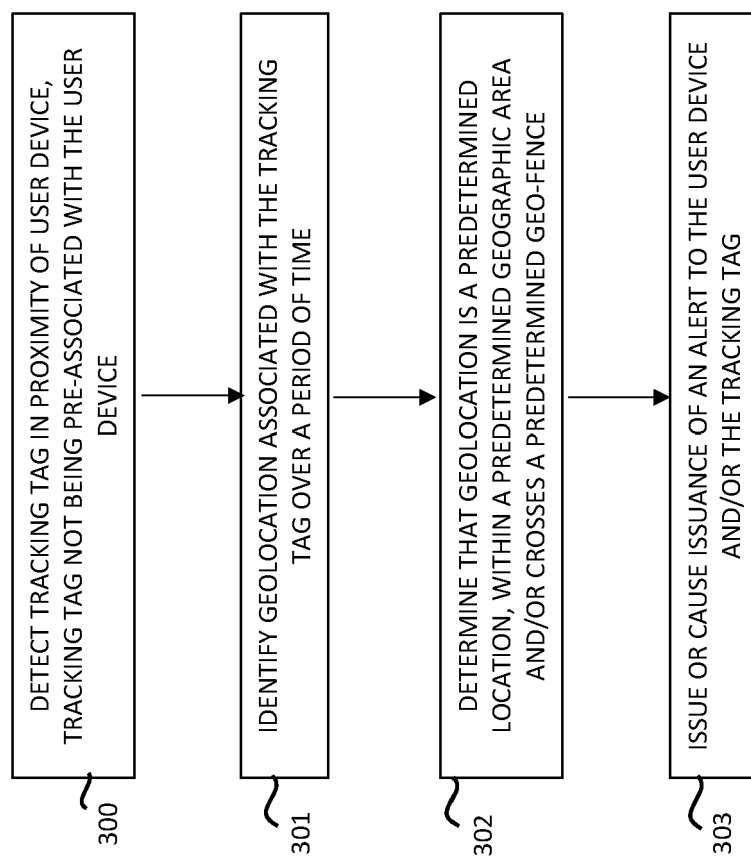 DETECT TRACKING TAG IN PROXIMITY OF USER DEVICE,
TRACKING TAG NOT BEING PRE-ASSOCIATED WITH THE USER
DEVICE
300
IDENTIFY GEOLOCATION ASSOCIATED WITH THE TRACKING
TAG OVER A PERIOD OF TIME
301
DETERMINE THAT GEOLOCATION IS A PREDETERMINED
LOCATION, WITHIN A PREDETERMINED GEOGRAPHIC AREA
AND/OR CROSSES A PREDETERMINED GEO-FENCE
302
ISSUE OR CAUSE ISSUANCE OF AN ALERT TO THE USER DEVICE
AND/OR THE TRACKING TAG
303